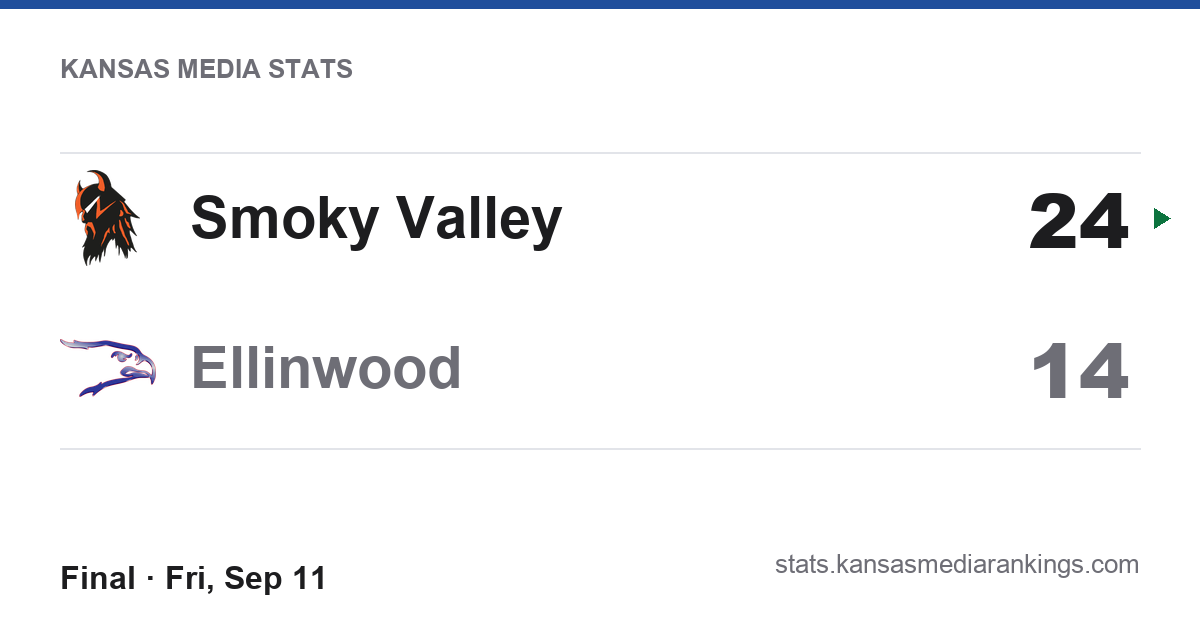 KANSAS MEDIA STATS
Smoky Valley 24
Ellinwood 14
Final · Fri, Sep 11
stats.kansasmediarankings.com